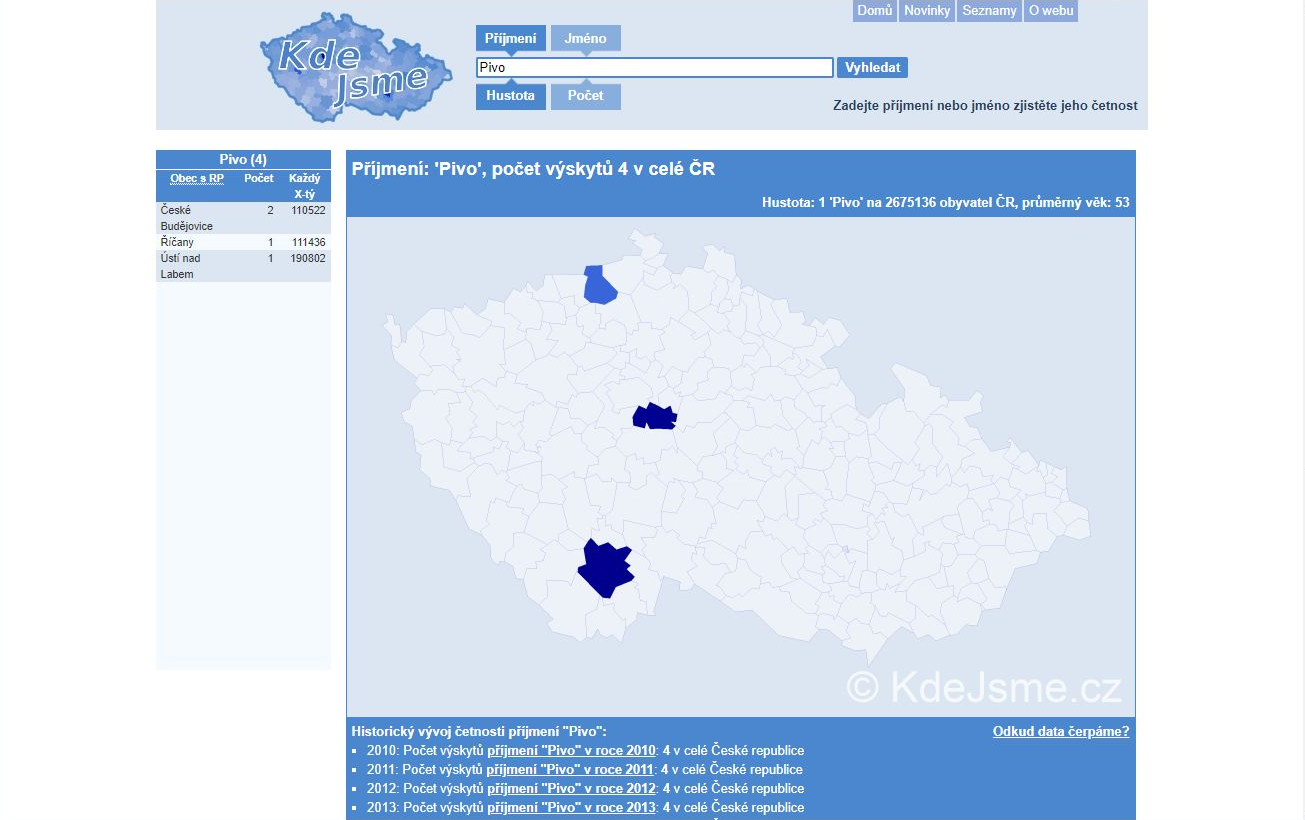 Domů Novinky Seznamy O webu
Kde
Jsme
Příjmení Jméno
Pivo Vyhledat
Hustota Počet
Zadejte příjmení nebo jméno zjistěte jeho četnost
Pivo (4)
Obec s RP Počet Každý
X-tý
České 2 110522
Budějovice
Říčany 1 111436
Ústí nad 1 190802
Labem
Příjmení: 'Pivo', počet výskytů 4 v celé ČR
Hustota: 1 'Pivo' na 2675136 obyvatel ČR, průměrný věk: 53
© KdeJsme.cz
Historický vývoj četnosti příjmení "Pivo": Odkud data čerpáme?
2010: Počet výskytů příjmení "Pivo" v roce 2010: 4 v celé České republice
2011: Počet výskytů příjmení "Pivo" v roce 2011: 4 v celé České republice
2012: Počet výskytů příjmení "Pivo" v roce 2012: 4 v celé České republice
2013: Počet výskytů příjmení "Pivo" v roce 2013: 4 v celé České republice